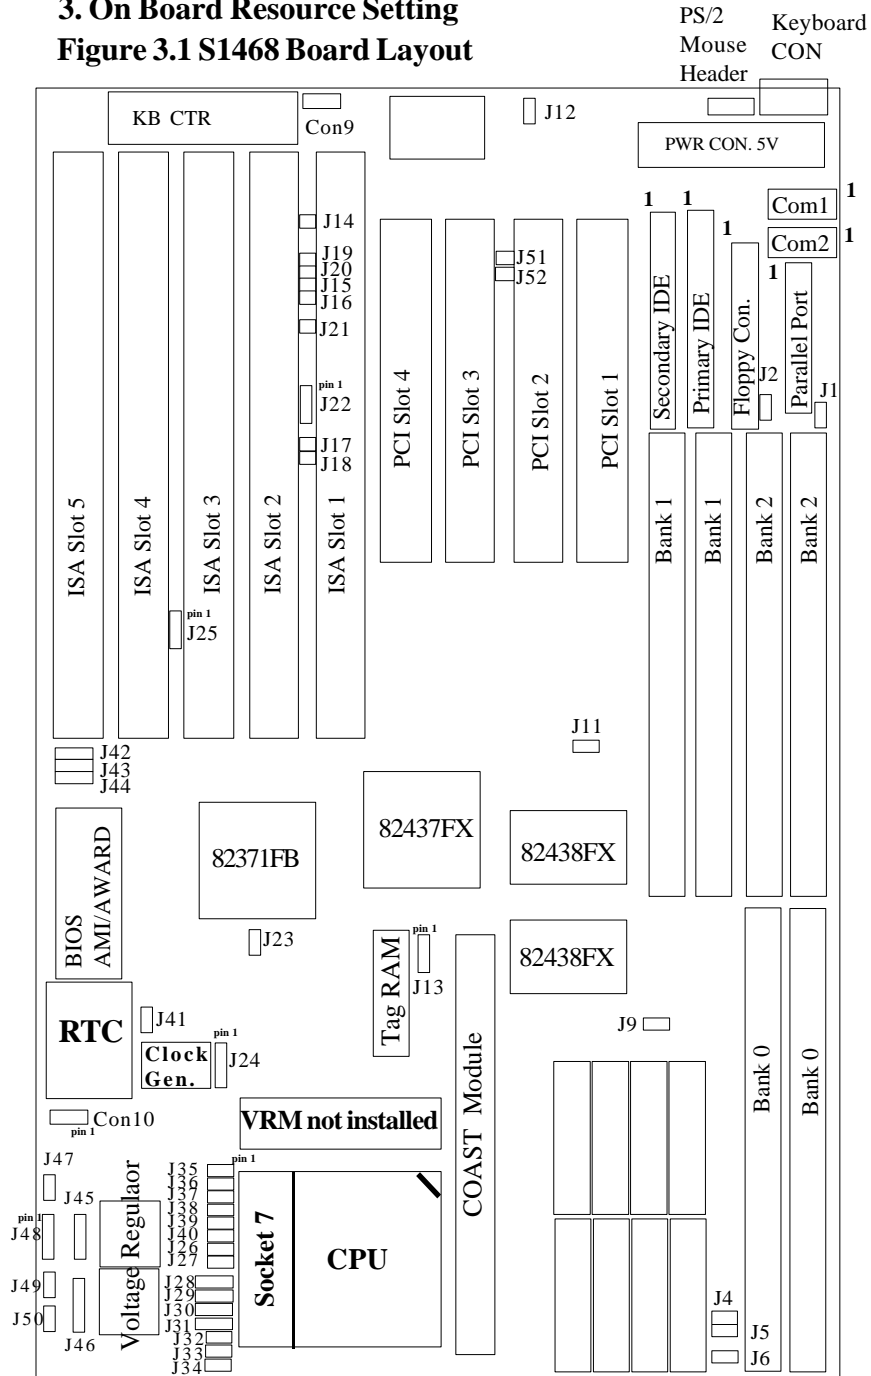 3. On Board Resource Setting
Figure 3.1 S1468 Board Layout
PS/2
Mouse
Header
Keyboard
CON
KB CTR
Con9
J12
PWR CON. 5V
1
1
1
1
1
1
Com1
Com2
J14
J19
J20
J15
J16
J21
pin 1
J22
J17
J18
J51
J52
ISA Slot 5
ISA Slot 4
ISA Slot 3
ISA Slot 2
ISA Slot 1
PCI Slot 4
PCI Slot 3
PCI Slot 2
PCI Slot 1
Secondary IDE
Primary IDE
Floppy Con.
J2
Parallel Port
J1
Bank 1
Bank 1
Bank 2
Bank 2
pin 1
J25
J11
J42
J43
J44
BIOS
AMI/AWARD
82371FB
82437FX
82438FX
J23
Tag RAM
pin 1
J13
82438FX
RTC
J41
Clock
Gen.
pin 1
J24
J9
COAST Module
Bank 0
Bank 0
Con10
pin 1
VRM not installed
J47
J45
pin 1
J48
J49
J50
J46
Voltage Regulaor
pin 1
J35
J36
J37
J38
J39
J40
J26
J27
J28
J29
J30
J31
J32
J33
J34
Socket 7
CPU
J4
J5
J6